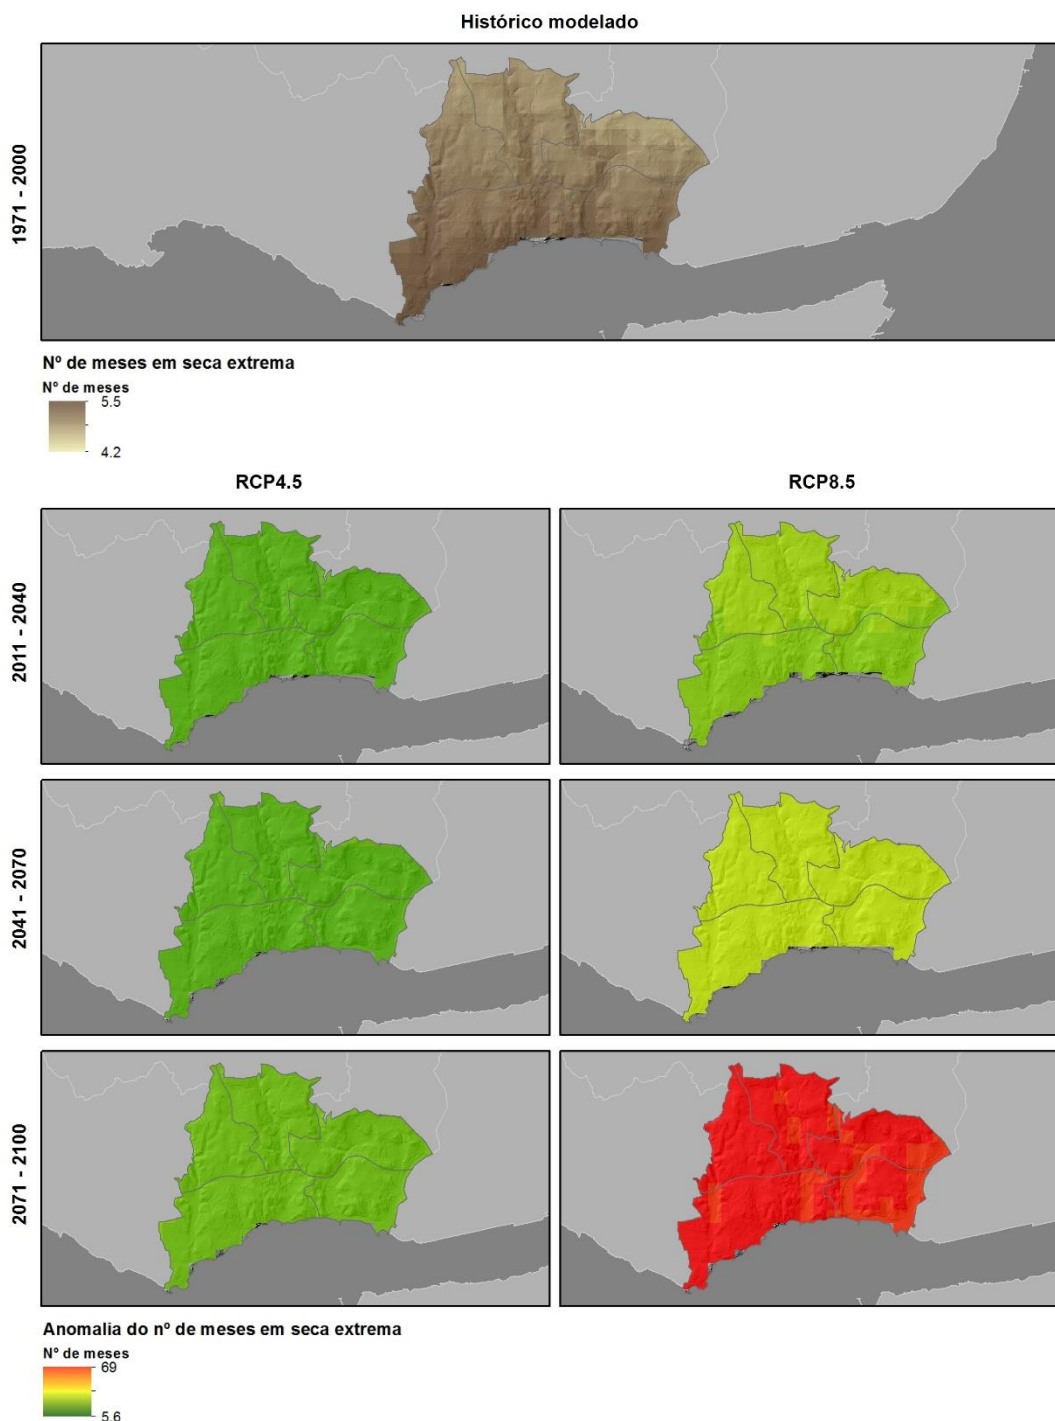 Histórico modelado
1971 - 2000
Nº de meses em seca extrema
Nº de meses
5.5
4.2
RCP4.5
RCP8.5
2011 - 2040
2041 - 2070
2071 - 2100
Anomalia do nº de meses em seca extrema
Nº de meses
69
5.6